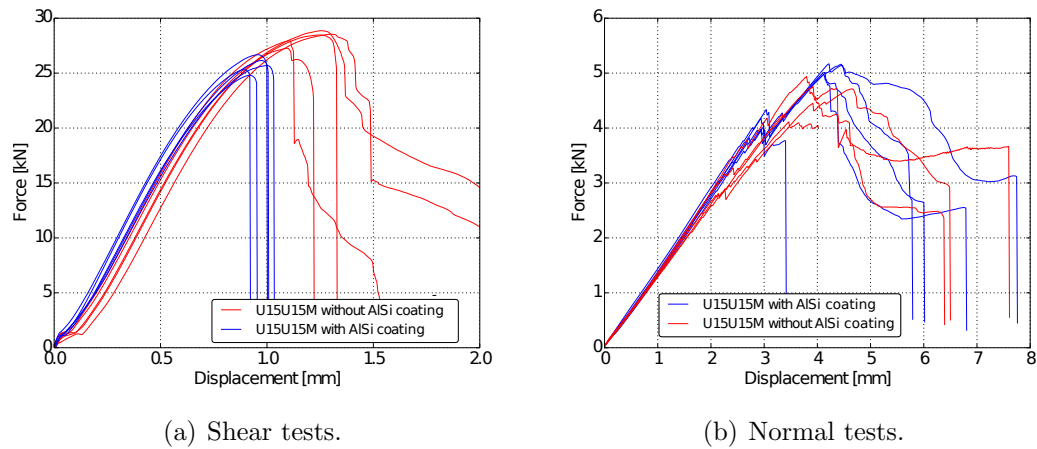 30
25
20
15
10
5
0
0.0 0.5 1.0 1.5 2.0
Force [kN]
Displacement [mm]
U15U15M without AlSi coating
U15U15M with AlSi coating
(a) Shear tests.
6
5
4
3
2
1
0
0 1 2 3 4 5 6 7 8
Force [kN]
Displacement [mm]
U15U15M with AlSi coating
U15U15M without AlSi coating
(b) Normal tests.